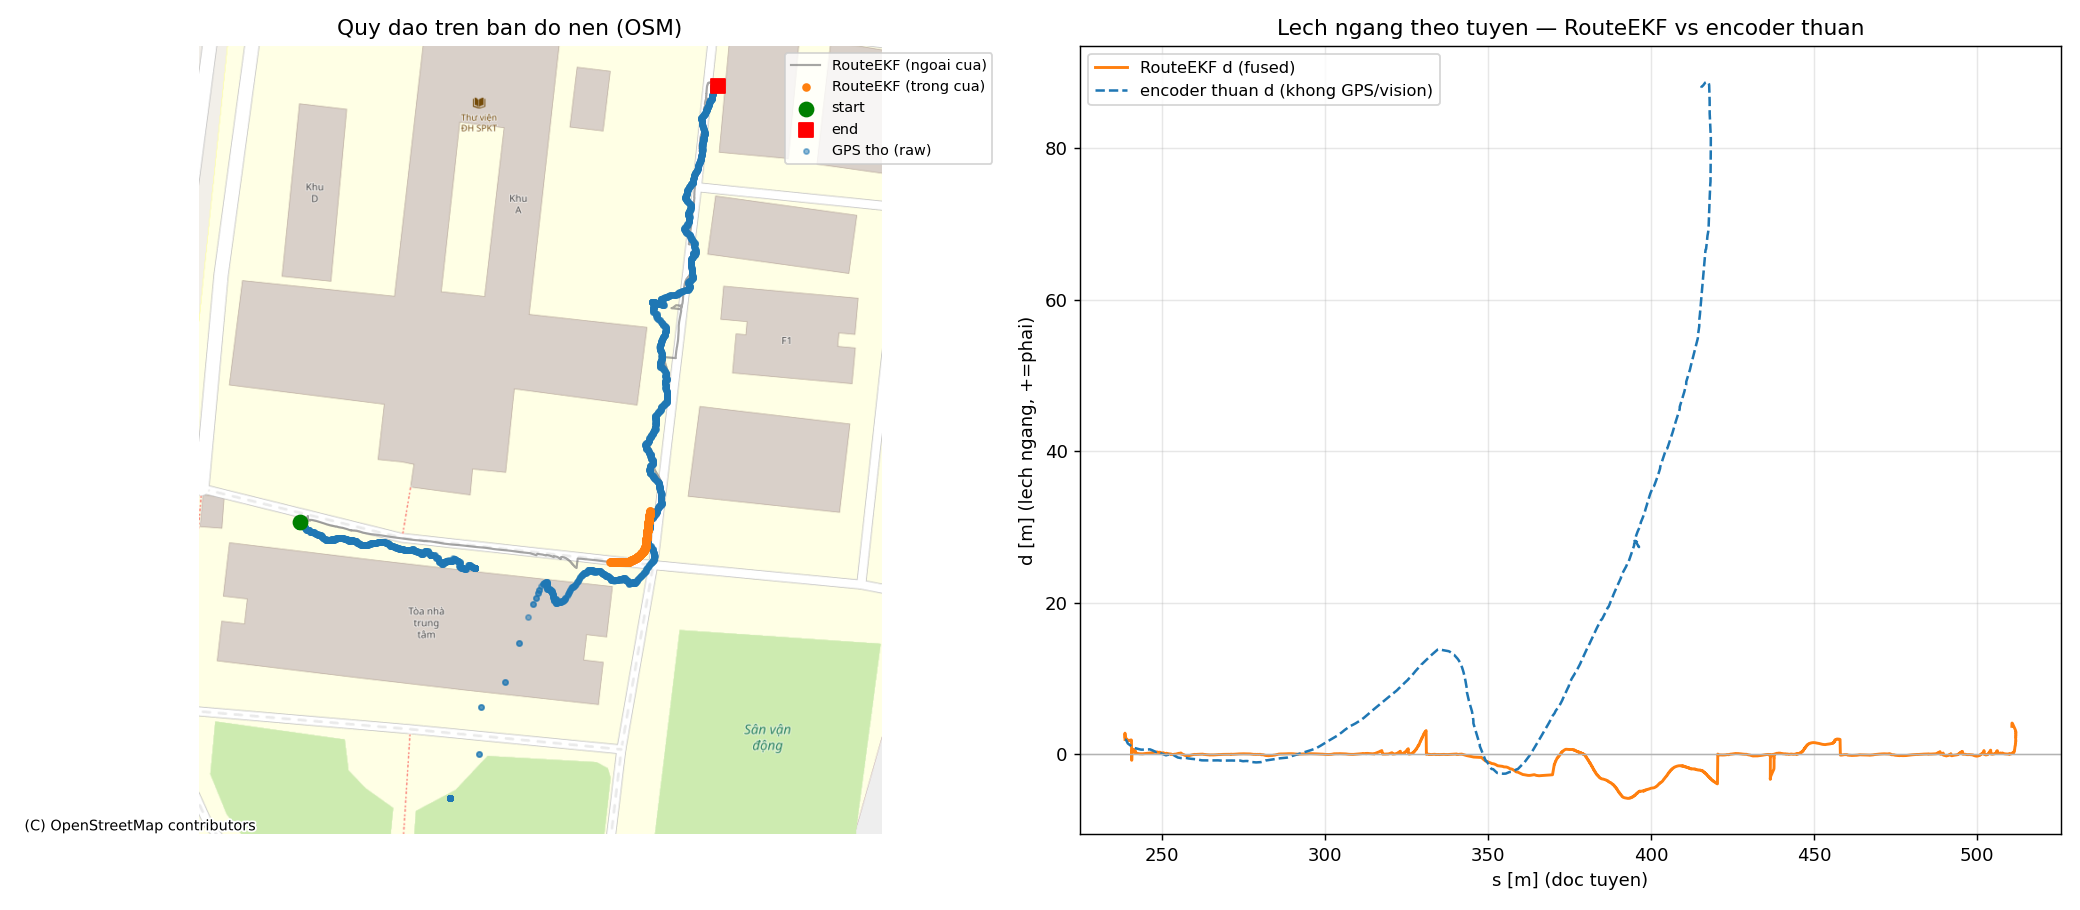 Quy dao tren ban do nen (OSM)
RouteEKF (ngoai cua)
RouteEKF (trong cua)
start
end
GPS tho (raw)
Thư viện
ĐH SPKT
Khu
D
Khu
A
F1
Tòa nhà
trung
tâm
Sân vận
động
(C) OpenStreetMap contributors
Lech ngang theo tuyen — RouteEKF vs encoder thuan
RouteEKF d (fused)
encoder thuan d (khong GPS/vision)
d [m] (lech ngang, +=phai)
80
60
40
20
0
250
300
350
400
450
500
s [m] (doc tuyen)